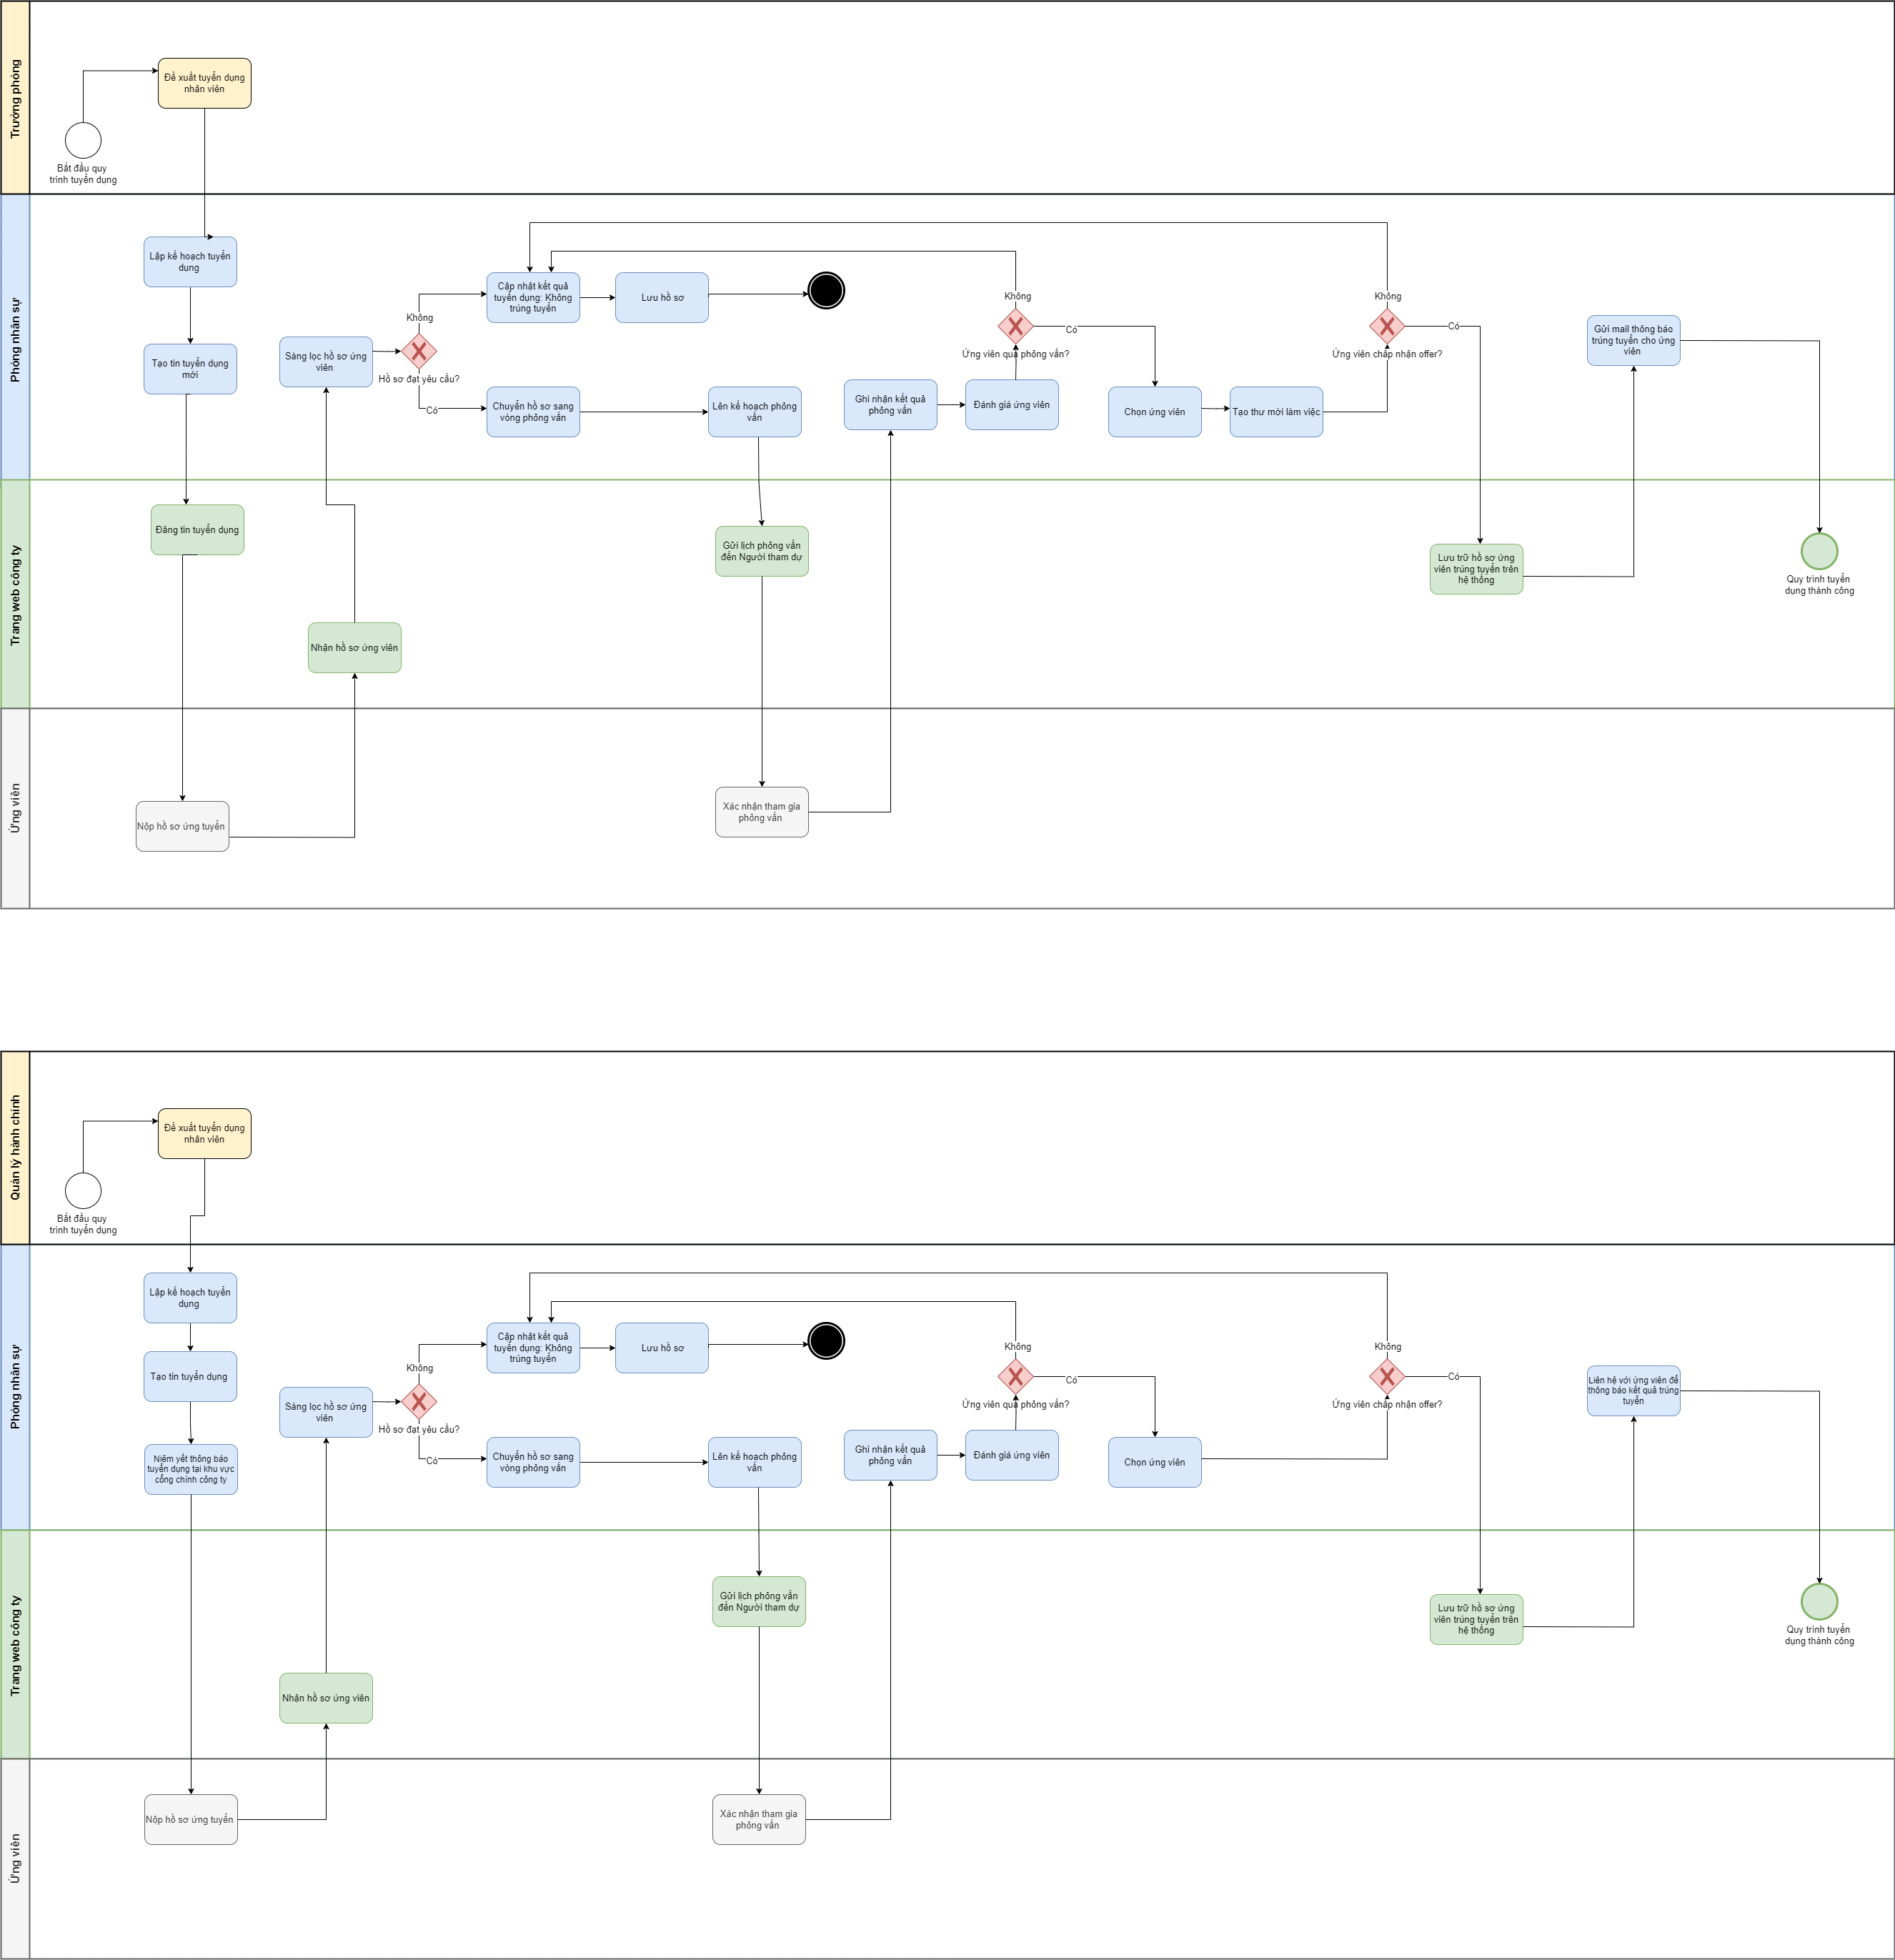 Trưởng phòng
Đề xuất tuyển dụng
nhân viên
Bắt đầu quy
trình tuyển dụng
Phòng nhân sự
Lập kế hoạch tuyển
dụng
Tạo tin tuyển dụng
mới
Sàng lọc hồ sơ ứng
viên
Không
Hồ sơ đạt yêu cầu?
Có
Cập nhật kết quả
tuyển dụng: Không
trúng tuyển
Lưu hồ sơ
Chuyển hồ sơ sang
vòng phỏng vấn
Lên kế hoạch phỏng
vấn
Ghi nhận kết quả
phỏng vấn
Đánh giá ứng viên
Không
Ứng viên quá phỏng vấn?
Có
Chọn ứng viên
Tạo thư mời làm việc
Không
Ứng viên chấp nhận offer?
Có
Gửi mail thông báo
trúng tuyển cho ứng
viên
Trang web công ty
Đăng tin tuyển dụng
Nhận hồ sơ ứng viên
Gửi lịch phỏng vấn
đến Người tham dự
Lưu trữ hồ sơ ứng
viên trúng tuyển trên
hệ thống
Quy trình tuyển
dụng thành công
Ứng viên
Nộp hồ sơ ứng tuyển
Xác nhận tham gia
phỏng vấn
Quản lý hành chính
Đề xuất tuyển dụng
nhân viên
Bắt đầu quy
trình tuyển dụng
Phòng nhân sự
Lập kế hoạch tuyển
dụng
Tạo tin tuyển dụng
Niêm yết thông báo
tuyển dụng tại khu vực
cổng chính công ty
Sàng lọc hồ sơ ứng
viên
Không
Hồ sơ đạt yêu cầu?
Có
Cập nhật kết quả
tuyển dụng: Không
trúng tuyển
Lưu hồ sơ
Chuyển hồ sơ sang
vòng phỏng vấn
Lên kế hoạch phỏng
vấn
Ghi nhận kết quả
phỏng vấn
Đánh giá ứng viên
Không
Ứng viên quá phỏng vấn?
Có
Chọn ứng viên
Không
Ứng viên chấp nhận offer?
Có
Liên hệ với ứng viên để
thông báo kết quả trúng
tuyển
Trang web công ty
Nhận hồ sơ ứng viên
Gửi lịch phỏng vấn
đến Người tham dự
Lưu trữ hồ sơ ứng
viên trúng tuyển trên
hệ thống
Quy trình tuyển
dụng thành công
Ứng viên
Nộp hồ sơ ứng tuyển
Xác nhận tham gia
phỏng vấn